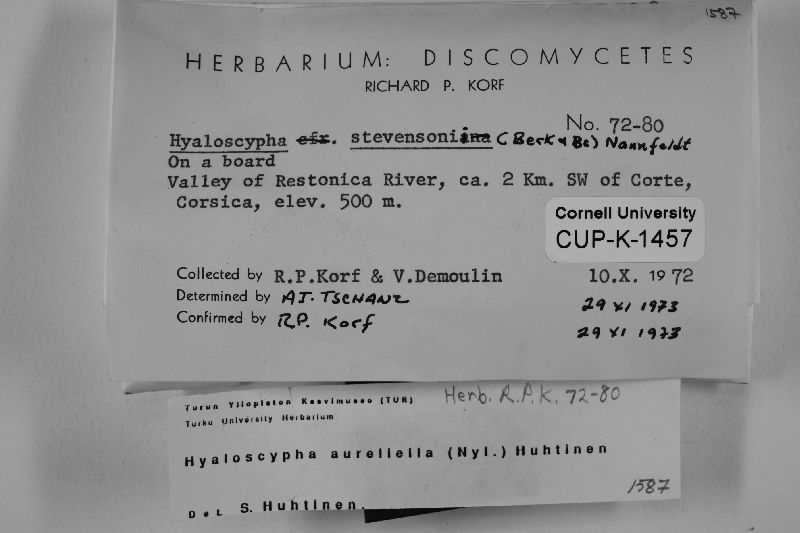 1587
HERBARIUM: DISCOMYCETES
RICHARD P. KORF
No. 72-80
Hyaloscypha cfr. stevensoniina (Berk & Br) Nannfeldt
On a board
Valley of Restonica River, ca. 2 Km. SW of Corte,
Corsica, elev. 500 m.
Cornell University
CUP-K-1457
Collected by R.P.Korf & V.Demoulin 10.X. 1972
Determined by A.T. TSCHANZ 29 XI 1973
Confirmed by R.P. Korf 29 XI 1973
Turun Yliopiston Kasvimuseo (TUR)
Herb. R.P.K. 72-80
Turku University Herbarium
Hyaloscypha aureliella (Nyl.) Huhtinen
1587
Det. S. Huhtinen.